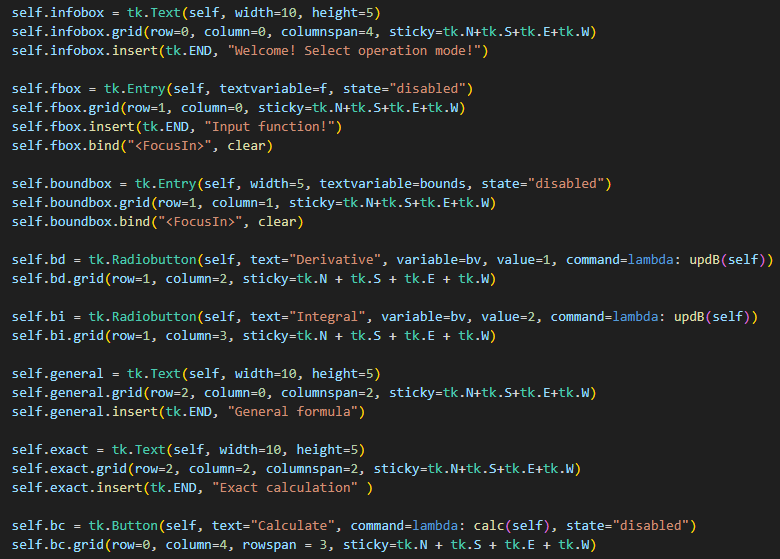 self.infobox = tk.Text(self, width=10, height=5)
self.infobox.grid(row=0, column=0, columnspan=4, sticky=tk.N+tk.S+tk.E+tk.W)
self.infobox.insert(tk.END, "Welcome! Select operation mode!")
self.fbox = tk.Entry(self, textvariable=f, state="disabled")
self.fbox.grid(row=1, column=0, sticky=tk.N+tk.S+tk.E+tk.W)
self.fbox.insert(tk.END, "Input function!")
self.fbox.bind("<FocusIn>", clear)
self.boundbox = tk.Entry(self, width=5, textvariable=bounds, state="disabled")
self.boundbox.grid(row=1, column=1, sticky=tk.N+tk.S+tk.E+tk.W)
self.boundbox.bind("<FocusIn>", clear)
self.bd = tk.Radiobutton(self, text="Derivative", variable=bv, value=1, command=lambda: updB(self))
self.bd.grid(row=1, column=2, sticky=tk.N + tk.S + tk.E + tk.W)
self.bi = tk.Radiobutton(self, text="Integral", variable=bv, value=2, command=lambda: updB(self))
self.bi.grid(row=1, column=3, sticky=tk.N + tk.S + tk.E + tk.W)
self.general = tk.Text(self, width=10, height=5)
self.general.grid(row=2, column=0, columnspan=2, sticky=tk.N+tk.S+tk.E+tk.W)
self.general.insert(tk.END, "General formula")
self.exact = tk.Text(self, width=10, height=5)
self.exact.grid(row=2, column=2, columnspan=2, sticky=tk.N+tk.S+tk.E+tk.W)
self.exact.insert(tk.END, "Exact calculation" )
self.bc = tk.Button(self, text="Calculate", command=lambda: calc(self), state="disabled")
self.bc.grid(row=0, column=4, rowspan = 3, sticky=tk.N + tk.S + tk.E + tk.W)